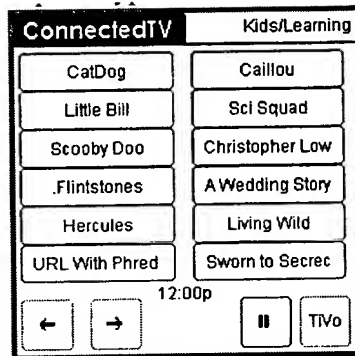 ConnectedTV Kids/Learning
CatDog Caillou
Little Bill Sci Squad
Scooby Doo Christopher Low
.Flintstones A Wedding Story
Hercules Living Wild
URL With Phred Sworn to Secrec
12:00p
← → II TiVo